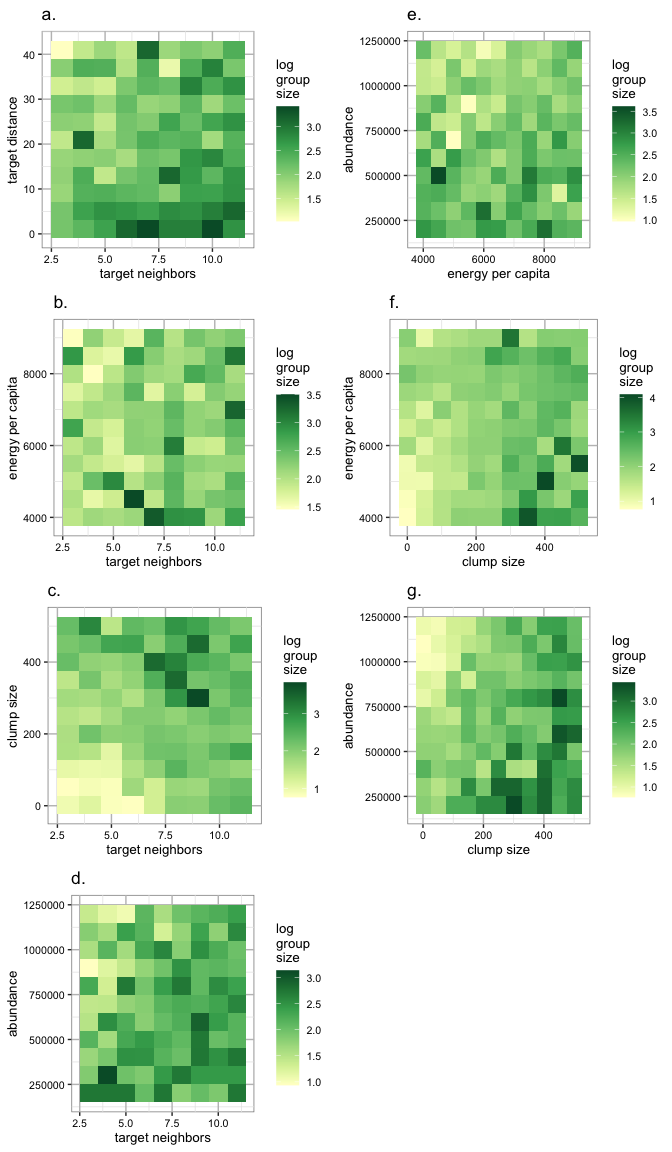 a.
40
30
20
10
0
target distance
2.5
5.0
7.5
10.0
target neighbors
log
group
size
3.0
2.5
2.0
1.5
e.
1250000
1000000
750000
500000
250000
abundance
4000
6000
8000
energy per capita
log
group
size
3.5
3.0
2.5
2.0
1.5
1.0
b.
8000
6000
4000
energy per capita
2.5
5.0
7.5
10.0
target neighbors
log
group
size
3.5
3.0
2.5
2.0
1.5
f.
8000
6000
4000
energy per capita
0
200
400
clump size
log
group
size
4
3
2
1
c.
400
200
0
clump size
2.5
5.0
7.5
10.0
target neighbors
log
group
size
3
2
1
g.
1250000
1000000
750000
500000
250000
abundance
0
200
400
clump size
log
group
size
3.0
2.5
2.0
1.5
1.0
d.
1250000
1000000
750000
500000
250000
abundance
2.5
5.0
7.5
10.0
target neighbors
log
group
size
3.0
2.5
2.0
1.5
1.0